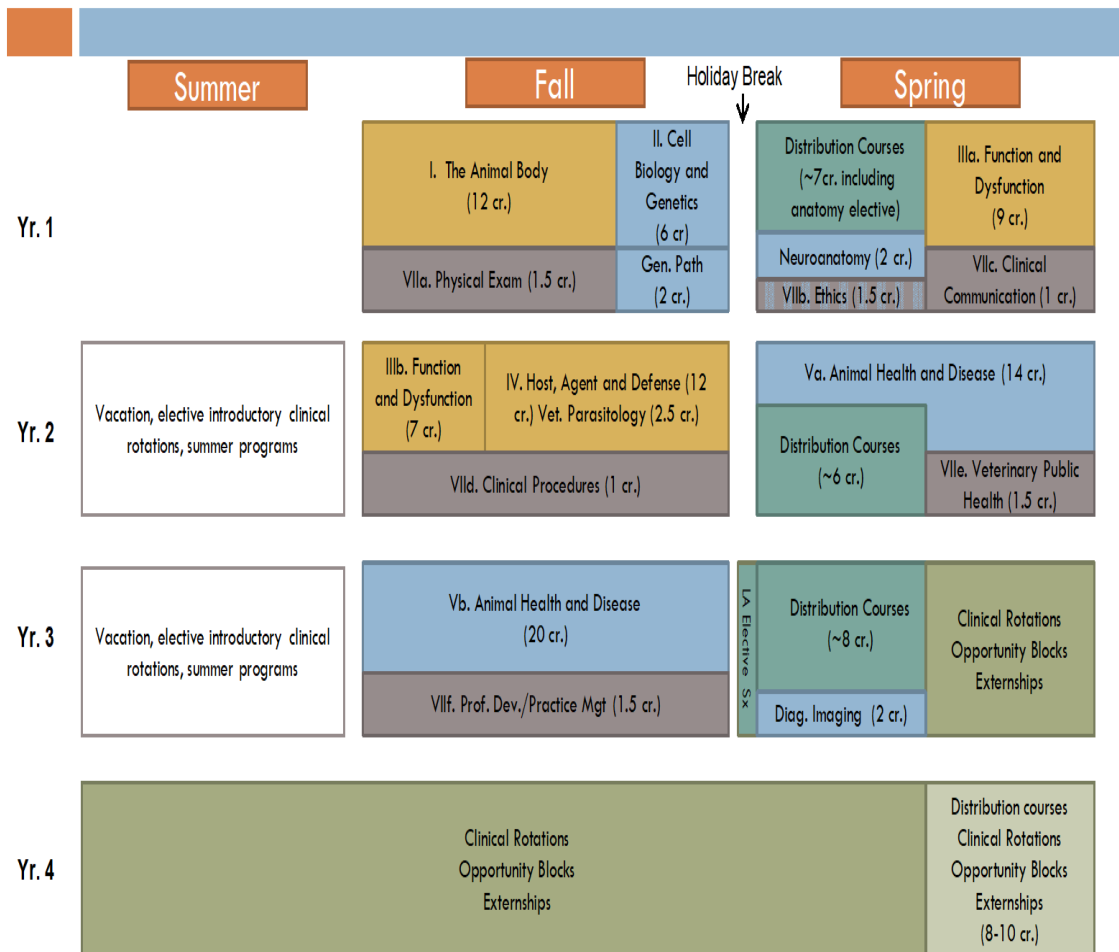 Summer
Fall
Holiday Break
Spring
Yr. 1
I. The Animal Body
(12 cr.)
II. Cell
Biology and
Genetics
(6 cr)
VIIa. Physical Exam (1.5 cr.)
Gen. Path
(2 cr.)
Distribution Courses
(~7cr. including
anatomy elective)
Neuroanatomy (2 cr.)
VIIb. Ethics (1.5 cr.)
IIIa. Function and
Dysfunction
(9 cr.)
VIIc. Clinical
Communication (1 cr.)
Yr. 2
Vacation, elective introductory clinical
rotations, summer programs
IIIb. Function
and Dysfunction
(7 cr.)
IV. Host, Agent and Defense (12
cr.) Vet. Parasitology (2.5 cr.)
VIId. Clinical Procedures (1 cr.)
Va. Animal Health and Disease (14 cr.)
Distribution Courses
(~6 cr.)
VIIe. Veterinary Public
Health (1.5 cr.)
Yr. 3
Vacation, elective introductory clinical
rotations, summer programs
Vb. Animal Health and Disease
(20 cr.)
VIIf. Prof. Dev./Practice Mgt (1.5 cr.)
LA Elective Sx
Distribution Courses
(~8 cr.)
Diag. Imaging (2 cr.)
Clinical Rotations
Opportunity Blocks
Externships
Yr. 4
Clinical Rotations
Opportunity Blocks
Externships
Distribution courses
Clinical Rotations
Opportunity Blocks
Externships
(8-10 cr.)